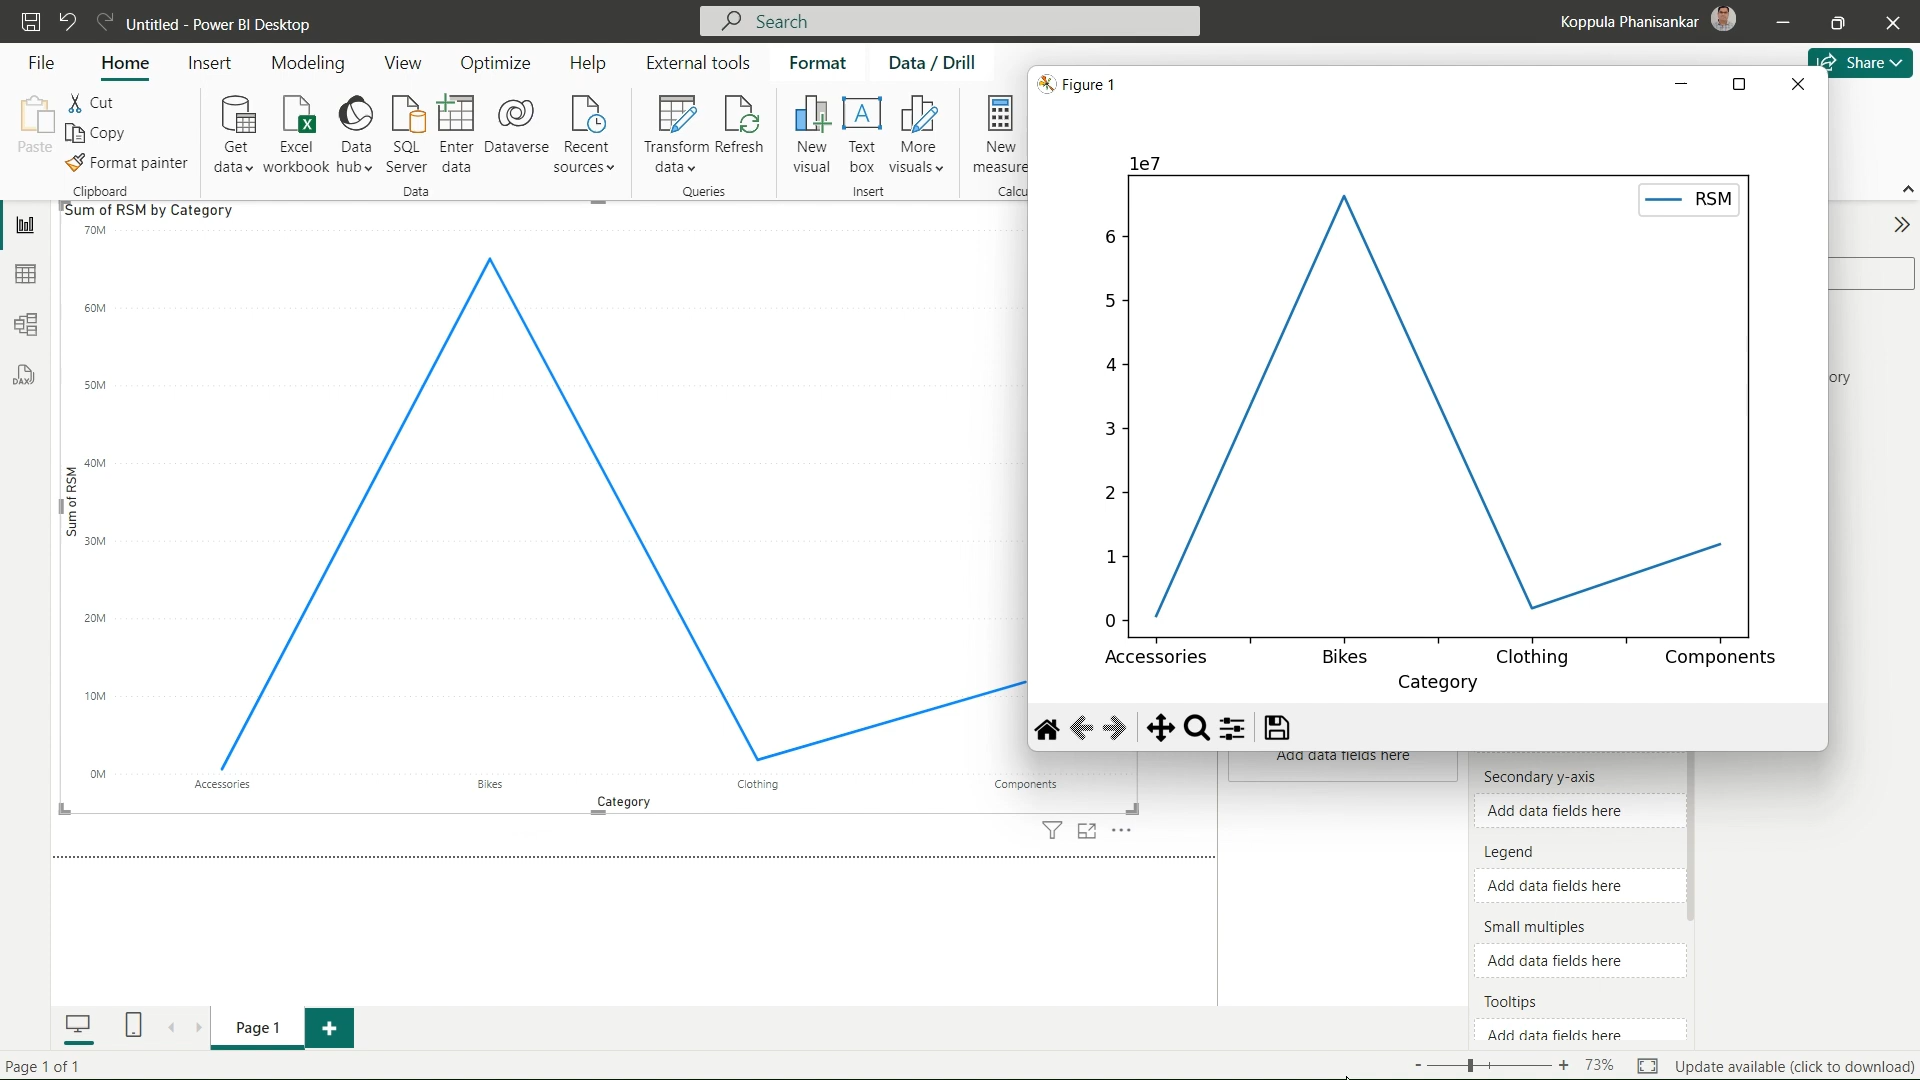 Untitled - Power BI Desktop
Search
Koppula Phanisankar
File
Home
Insert
Modeling
View
Optimize
Help
External tools
Format
Data / Drill
Share
Paste
Cut
Copy
Format painter
Clipboard
Get
data
Excel
workbook
Data
hub
SQL
Server
Enter
data
Dataverse
Recent
sources
Data
Transform
data
Refresh
Queries
New
visual
Text
box
More
visuals
Insert
New
measure
Calcu
Figure 1
1e7
RSM
6
5
4
3
2
1
0
Accessories
Bikes
Clothing
Components
Category
Sum of RSM by Category
70M
60M
50M
40M
30M
20M
10M
0M
Sum of RSM
Accessories
Bikes
Clothing
Components
Category
ory
Add data fields here
Secondary y-axis
Add data fields here
Legend
Add data fields here
Small multiples
Add data fields here
Tooltips
Add data fields here
DAX
Page 1
Page 1 of 1
- + 73%
Update available (click to download)